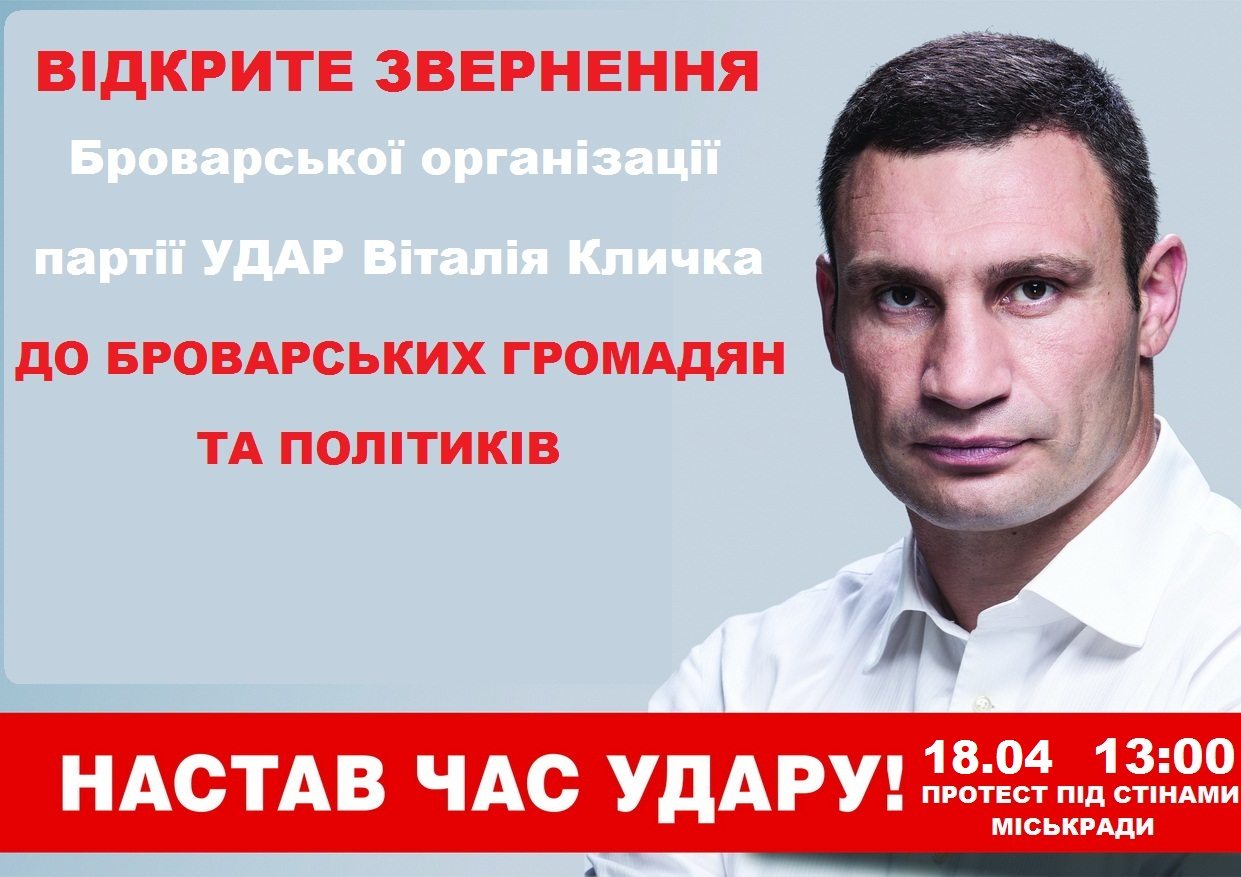 ВІДКРИТЕ ЗВЕРНЕННЯ
Броварської організації
партії УДАР Віталія Кличка
ДО БРОВАРСЬКИХ ГРОМАДЯН
ТА ПОЛІТИКІВ
НАСТАВ ЧАС УДАРУ!
18.04 13:00
ПРОТЕСТ ПІД СТІНАМИ
МІСЬКРАДИ